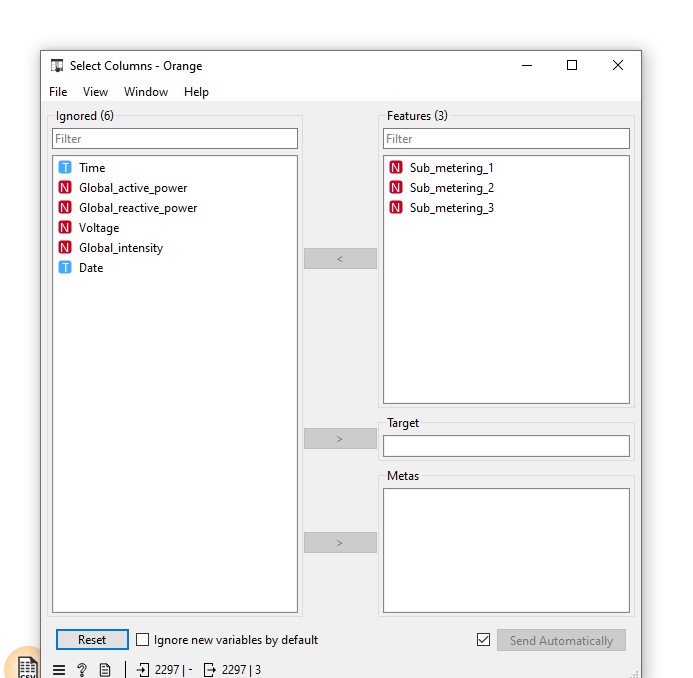 Select Columns - Orange
File View Window Help
Ignored (6)
Filter
T Time
N Global_active_power
N Global_reactive_power
N Voltage
N Global_intensity
T Date
<
>
>
Features (3)
Filter
N Sub_metering_1
N Sub_metering_2
N Sub_metering_3
Target
Metas
Reset
Ignore new variables by default
Send Automatically
? 2297 | - 2297 | 3
CSV